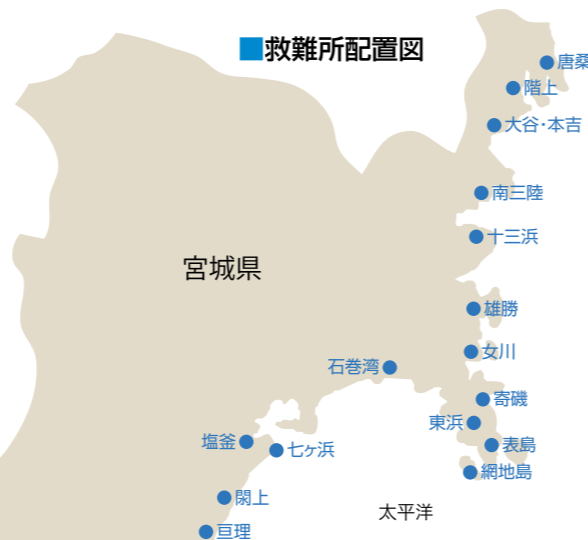 ■救難所配置図
唐桑
階上
大谷・本吉
南三陸
十三浜
宮城県
雄勝
女川
石巻湾
寄磯
東浜
表島
網地島
塩釜
七ヶ浜
閖上
太平洋
亘理